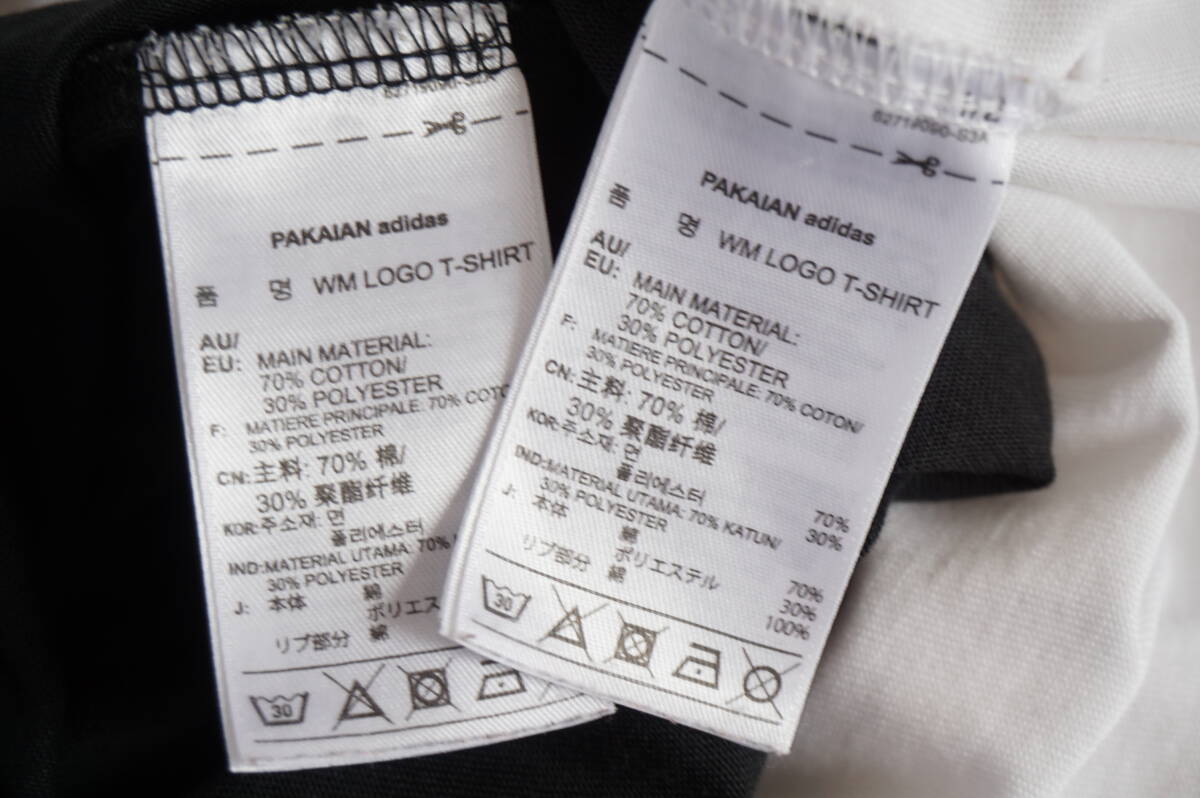 PAKAIAN adidas
품 명 WM LOGO T-SHIRT
AU/
EU: MAIN MATERIAL:
70% COTTON/
30% POLYESTER
F: MATIERE PRINCIPALE: 70% COTO
30% POLYESTER
CN: 主料: 70% 棉/
30% 聚酯纤维
KOR: 주소재: 면
폴리에스터
IND: MATERIAL UTAMA: 70%
30% POLYESTER
J: 本体 綿
ポリエス
リブ部分 綿
30
62719090-S3A
PAKAIAN adidas
품 명 WM LOGO T-SHIRT
AU/
EU: MAIN MATERIAL:
70% COTTON/
30% POLYESTER
F: MATIERE PRINCIPALE: 70% COTON/
30% POLYESTER
CN: 主料: 70% 棉/
30% 聚酯纤维
KOR: 주소재: 면 70%
폴리에스터 30%
IND: MATERIAL UTAMA: 70% KATUN/
30% POLYESTER
J: 本体 綿 70%
ポリエステル 30%
リブ部分 綿 100%
30